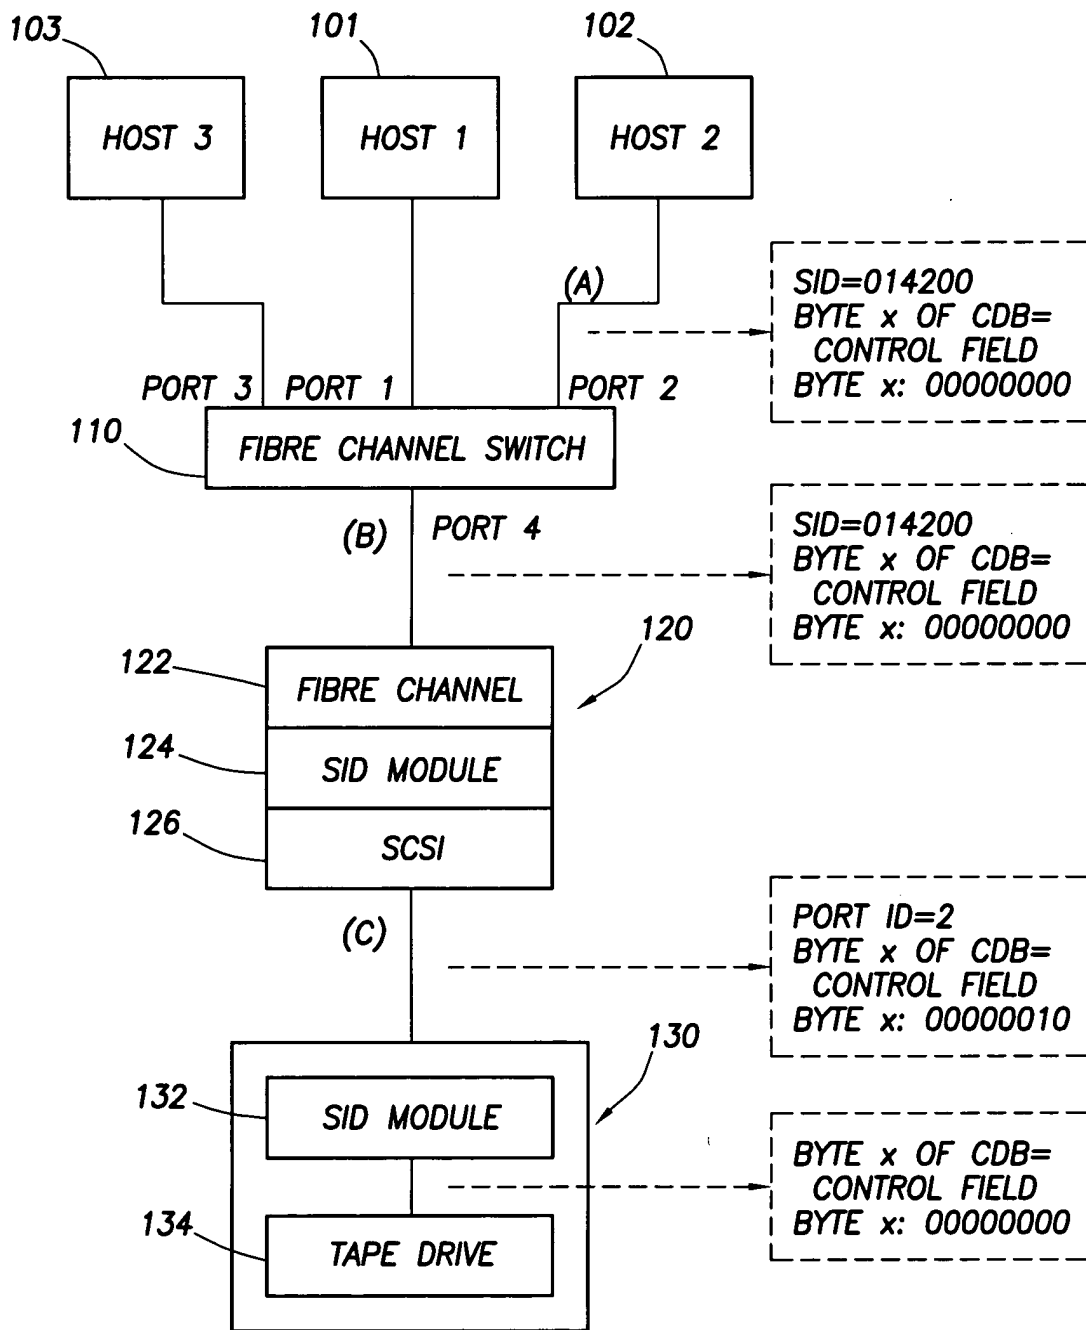 103
101
102
HOST 3
HOST 1
HOST 2
(A)
SID=014200
BYTE x OF CDB=
CONTROL FIELD
BYTE x: 00000000
PORT 3
PORT 1
PORT 2
110
FIBRE CHANNEL SWITCH
(B)
PORT 4
SID=014200
BYTE x OF CDB=
CONTROL FIELD
BYTE x: 00000000
120
122
FIBRE CHANNEL
124
SID MODULE
126
SCSI
(C)
PORT ID=2
BYTE x OF CDB=
CONTROL FIELD
BYTE x: 00000010
130
132
SID MODULE
BYTE x OF CDB=
CONTROL FIELD
BYTE x: 00000000
134
TAPE DRIVE